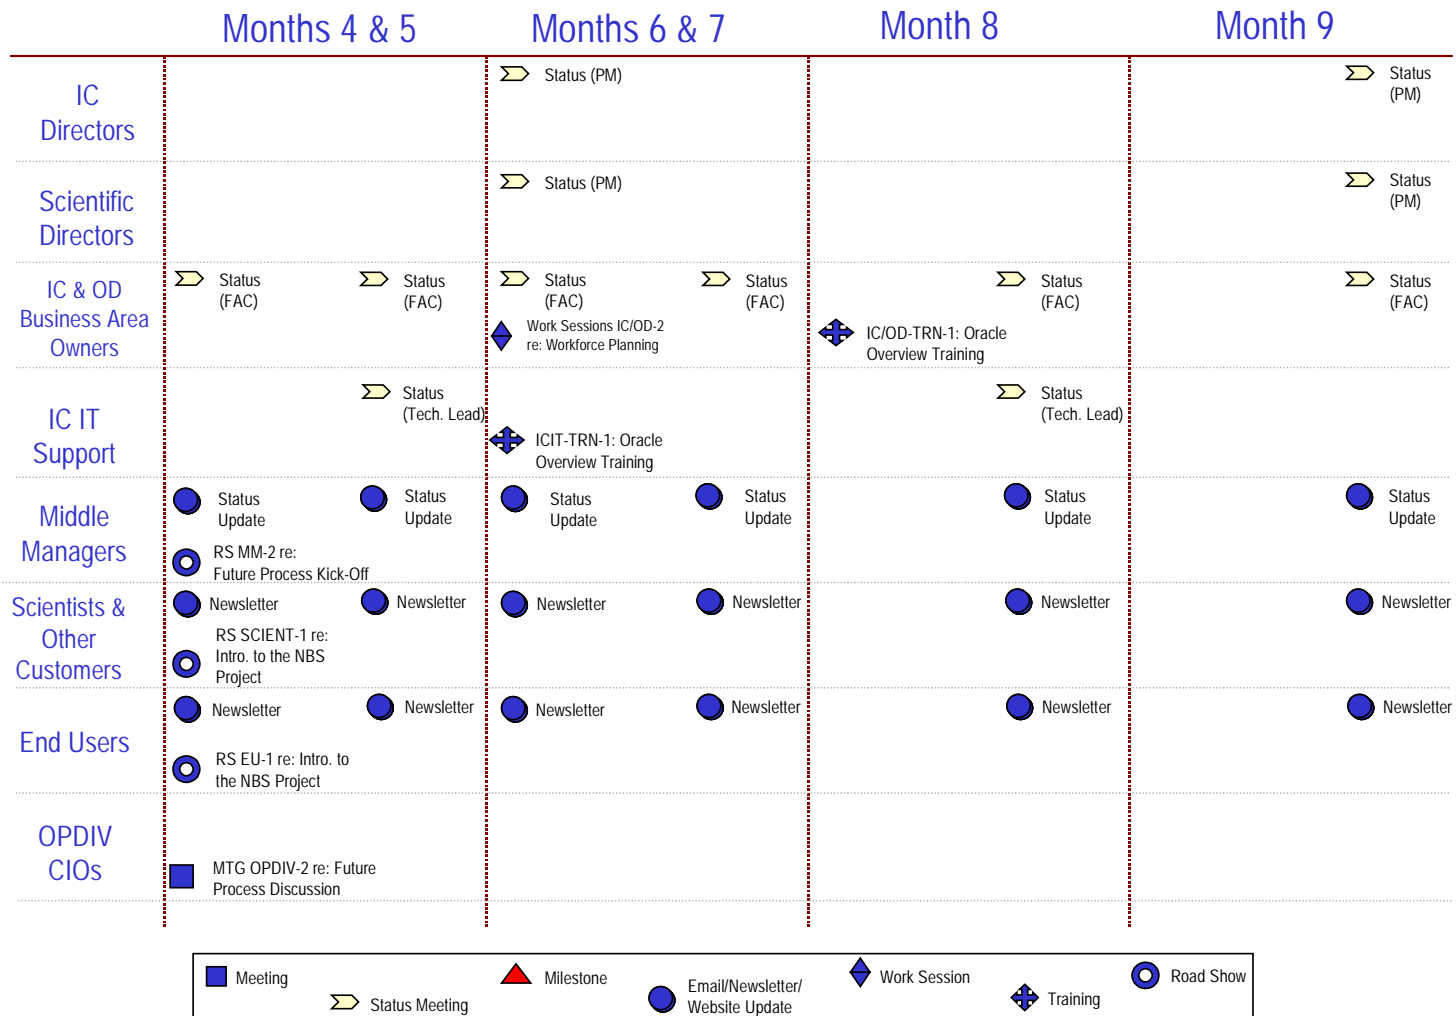 Months 4 & 5
Months 6 & 7
Month 8
Month 9
IC
Directors
Status (PM)
Status
(PM)
Scientific
Directors
Status (PM)
Status
(PM)
IC & OD
Business Area
Owners
Status
(FAC)
Status
(FAC)
Status
(FAC)
Status
(FAC)
Status
(FAC)
Status
(FAC)
Work Sessions IC/OD-2
re: Workforce Planning
IC/OD-TRN-1: Oracle
Overview Training
IC IT
Support
Status
(Tech. Lead)
Status
(Tech. Lead)
ICIT-TRN-1: Oracle
Overview Training
Middle
Managers
Status
Update
Status
Update
Status
Update
Status
Update
Status
Update
Status
Update
RS MM-2 re:
Future Process Kick-Off
Scientists &
Other
Customers
Newsletter
Newsletter
Newsletter
Newsletter
Newsletter
Newsletter
RS SCIENT-1 re:
Intro. to the NBS
Project
End Users
Newsletter
Newsletter
Newsletter
Newsletter
Newsletter
Newsletter
RS EU-1 re: Intro. to
the NBS Project
OPDIV
CIOs
MTG OPDIV-2 re: Future
Process Discussion
Meeting
Status Meeting
Milestone
Email/Newsletter/
Website Update
Work Session
Training
Road Show